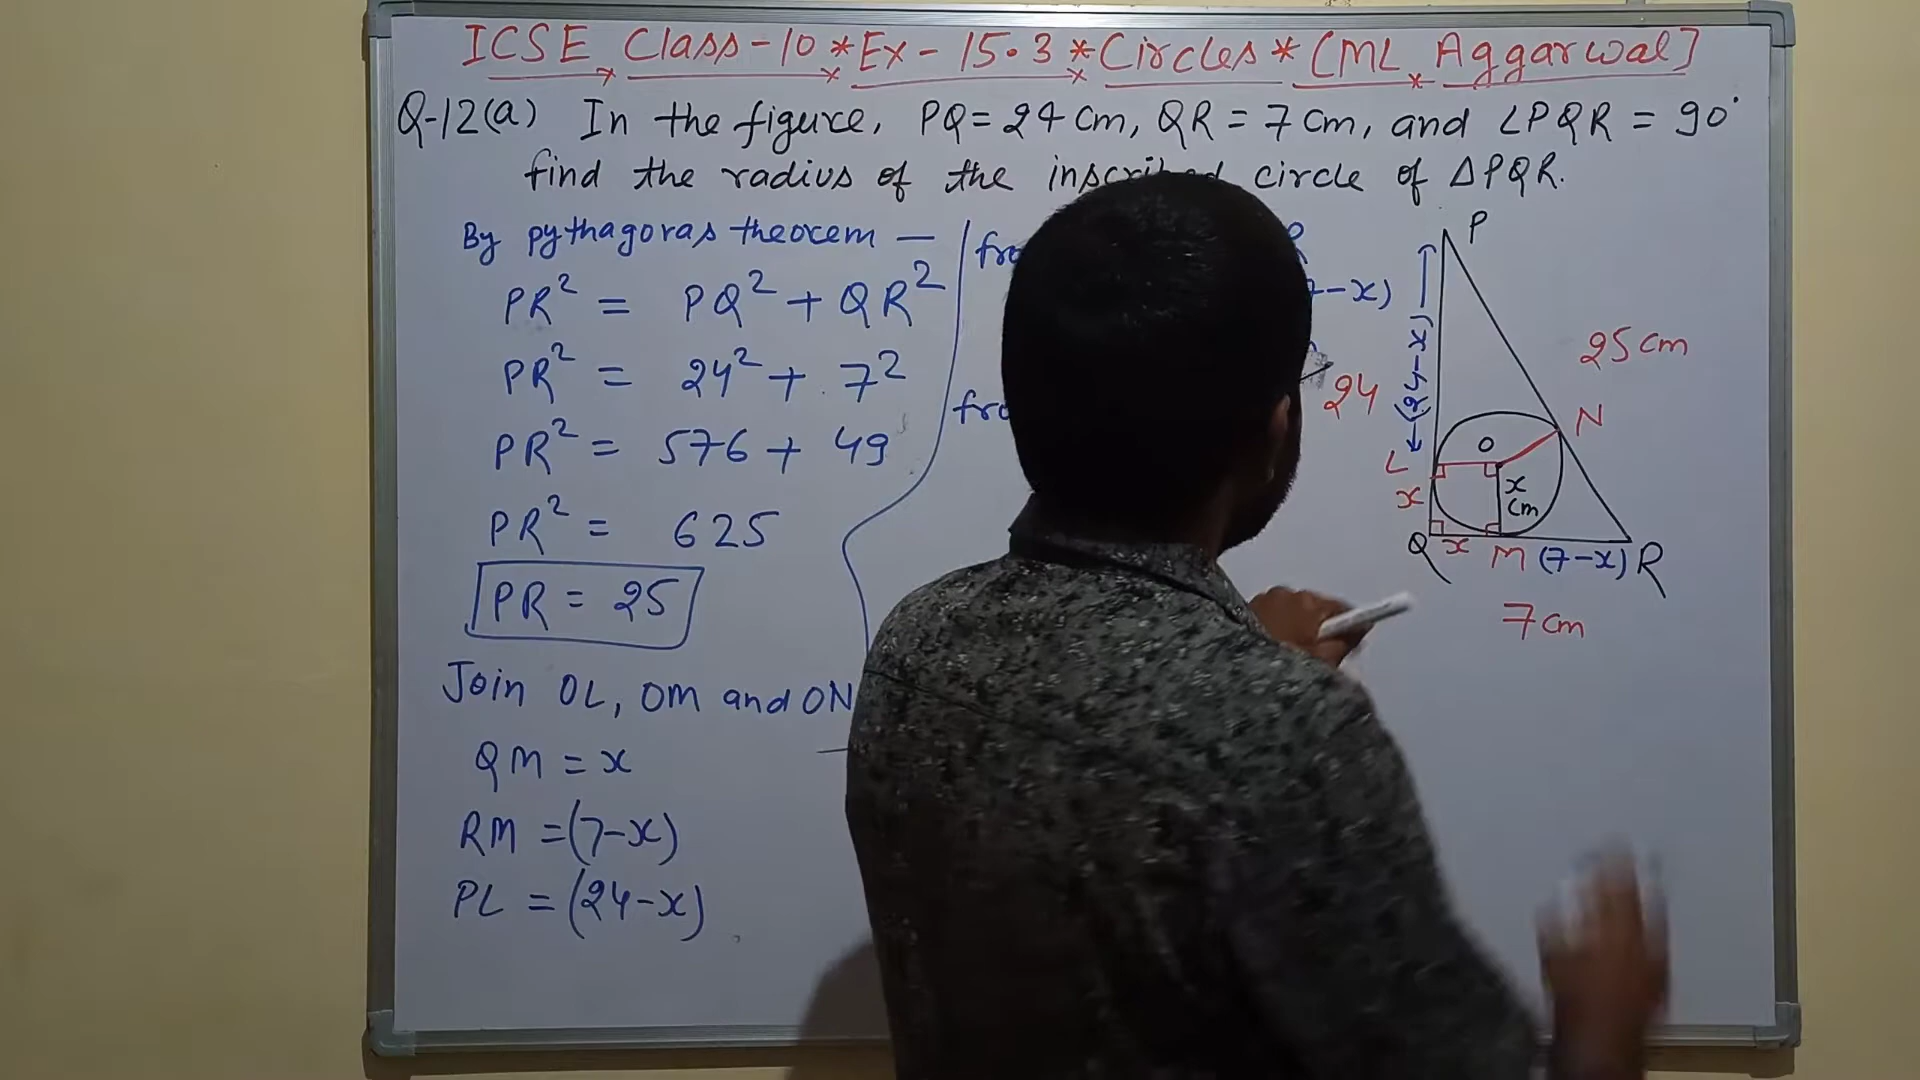 ICSE Class-10 * Ex-15.3 * Circles * [ML Aggarwal]
Q-12(a) In the figure, PQ = 24 cm, QR = 7 cm, and ∠PQR = 90°
find the radius of the inscribed circle of ΔPQR.
By pythagoras theorem —
PR² = PQ² + QR²
PR² = 24² + 7²
PR² = 576 + 49
PR² = 625
PR = 25
Join OL, OM and ON
QM = x
RM = (7-x)
PL = (24-x)
R
-x)
24
P
(24-x)
25 cm
N
O
L
x
x
cm
Q
x
M
(7-x)
R
7 cm